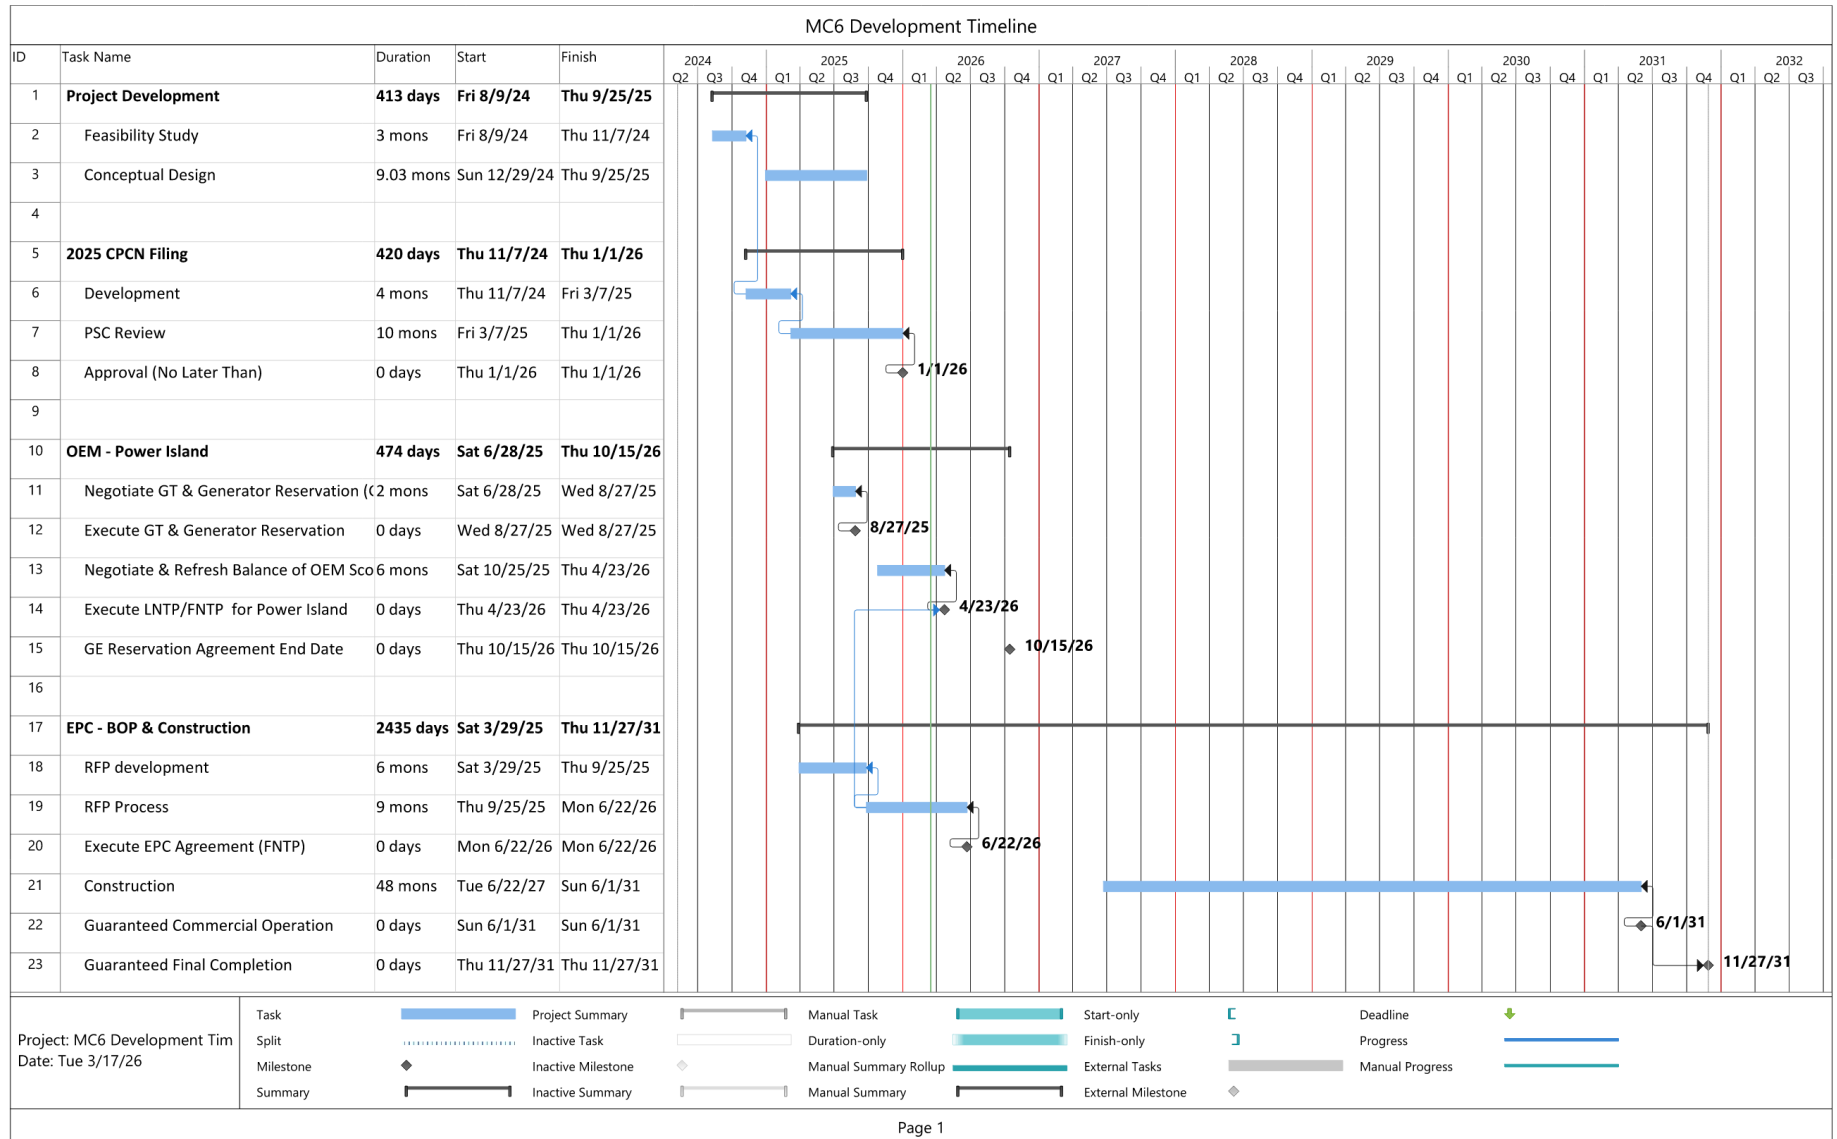 MC6 Development Timeline
ID Task Name Duration Start Finish
2024 2025 2026 2027 2028 2029 2030 2031 2032
Q2 Q3 Q4 Q1 Q2 Q3 Q4 Q1 Q2 Q3 Q4 Q1 Q2 Q3 Q4 Q1 Q2 Q3 Q4 Q1 Q2 Q3 Q4 Q1 Q2 Q3 Q4 Q1 Q2 Q3 Q4 Q1 Q2 Q3
1 Project Development 413 days Fri 8/9/24 Thu 9/25/25
2 Feasibility Study 3 mons Fri 8/9/24 Thu 11/7/24
3 Conceptual Design 9.03 mons Sun 12/29/24 Thu 9/25/25
4
5 2025 CPCN Filing 420 days Thu 11/7/24 Thu 1/1/26
6 Development 4 mons Thu 11/7/24 Fri 3/7/25
7 PSC Review 10 mons Fri 3/7/25 Thu 1/1/26
8 Approval (No Later Than) 0 days Thu 1/1/26 Thu 1/1/26 1/1/26
9
10 OEM - Power Island 474 days Sat 6/28/25 Thu 10/15/26
11 Negotiate GT & Generator Reservation (G 2 mons Sat 6/28/25 Wed 8/27/25
12 Execute GT & Generator Reservation 0 days Wed 8/27/25 Wed 8/27/25 8/27/25
13 Negotiate & Refresh Balance of OEM Sco 6 mons Sat 10/25/25 Thu 4/23/26
14 Execute LNTP/FNTP for Power Island 0 days Thu 4/23/26 Thu 4/23/26 4/23/26
15 GE Reservation Agreement End Date 0 days Thu 10/15/26 Thu 10/15/26 10/15/26
16
17 EPC - BOP & Construction 2435 days Sat 3/29/25 Thu 11/27/31
18 RFP development 6 mons Sat 3/29/25 Thu 9/25/25
19 RFP Process 9 mons Thu 9/25/25 Mon 6/22/26
20 Execute EPC Agreement (FNTP) 0 days Mon 6/22/26 Mon 6/22/26 6/22/26
21 Construction 48 mons Tue 6/22/27 Sun 6/1/31
22 Guaranteed Commercial Operation 0 days Sun 6/1/31 Sun 6/1/31 6/1/31
23 Guaranteed Final Completion 0 days Thu 11/27/31 Thu 11/27/31 11/27/31
Project: MC6 Development Tim
Date: Tue 3/17/26
Task Project Summary Manual Task Start-only Deadline
Split Inactive Task Duration-only Finish-only Progress
Milestone Inactive Milestone Manual Summary Rollup External Tasks Manual Progress
Summary Inactive Summary Manual Summary External Milestone
Page 1